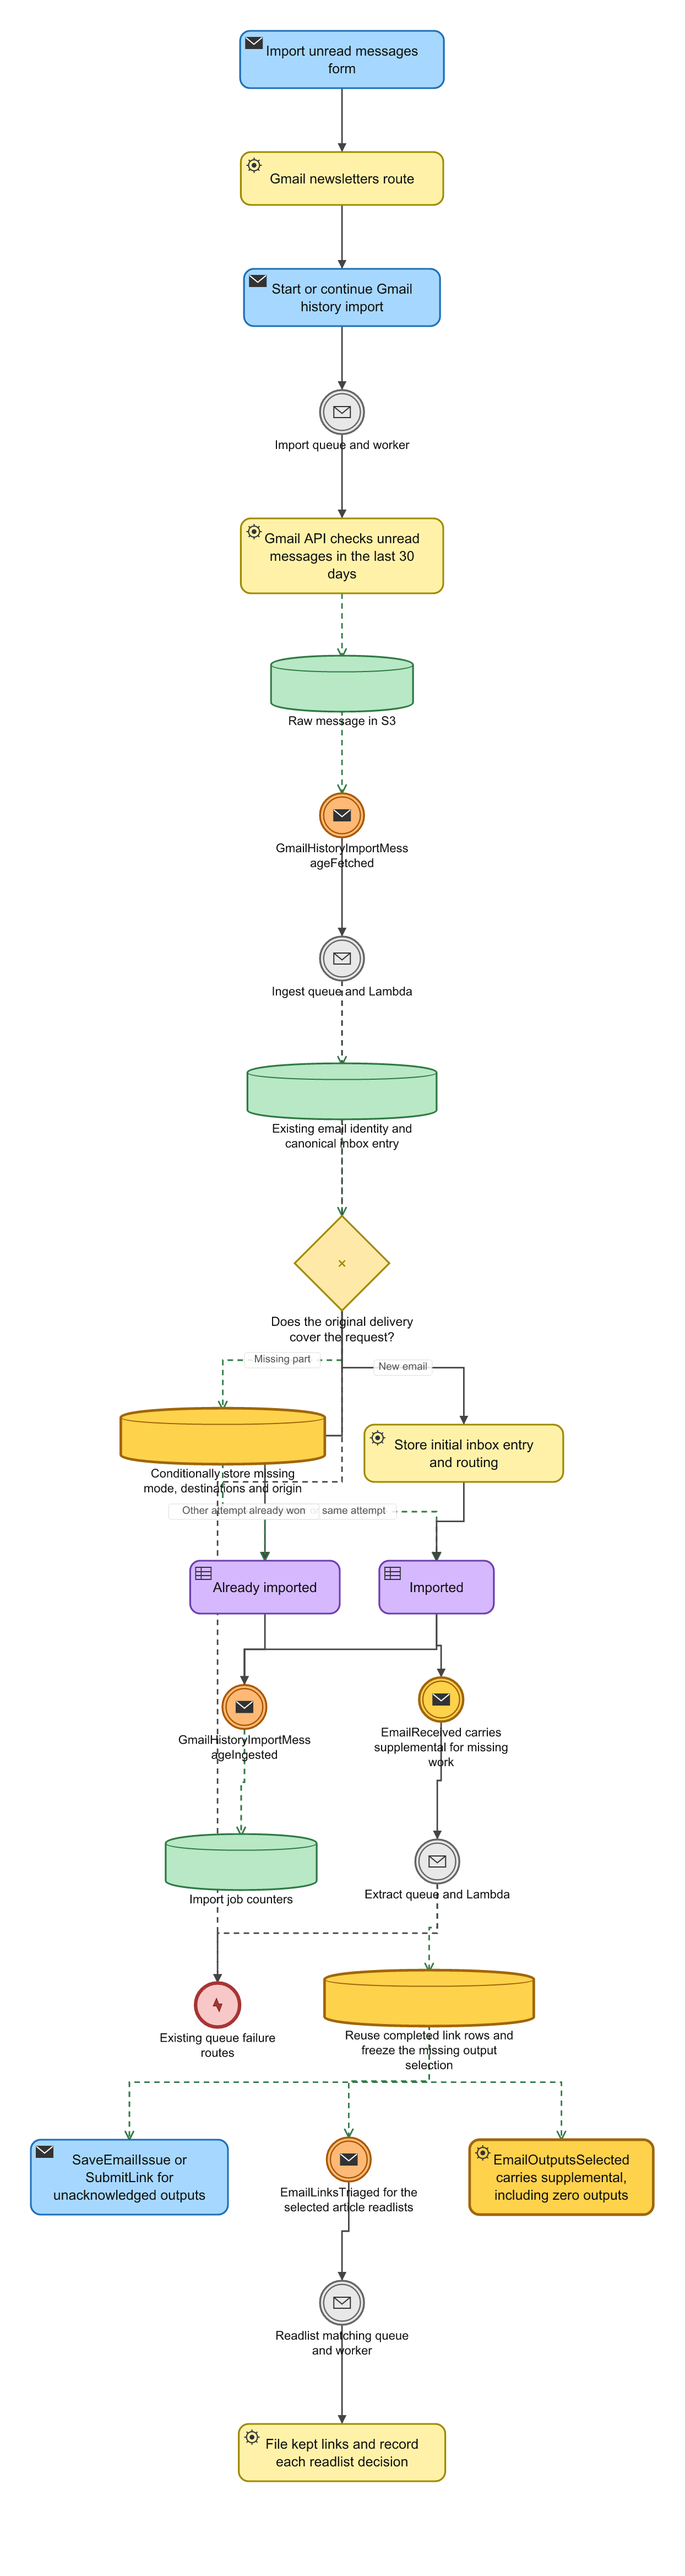 Import unread messages
form
Gmail newsletters route
Start or continue Gmail
history import
Import queue and worker
Gmail API checks unread
messages in the last 30
days
Raw message in S3
GmailHistoryImportMess
ageFetched
Ingest queue and Lambda
Existing email identity and
canonical inbox entry
Does the original delivery
cover the request?
Missing part
New email
Store initial inbox entry
and routing
Conditionally store missing
mode, destinations and origin
Other attempt already won
same attempt
Already imported
Imported
GmailHistoryImportMess
ageIngested
EmailReceived carries
supplemental for missing
work
Import job counters
Extract queue and Lambda
Existing queue failure
routes
Reuse completed link rows and
freeze the missing output
selection
SaveEmailIssue or
SubmitLink for
unacknowledged outputs
EmailLinksTriaged for the
selected article readlists
EmailOutputsSelected
carries supplemental,
including zero outputs
Readlist matching queue
and worker
File kept links and record
each readlist decision